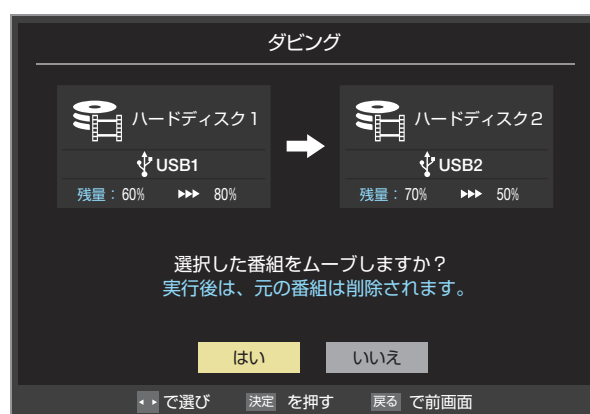 ダビング
ハードディスク1
ハードディスク2
USB1
USB2
残量：60% ▸▸▸ 80%
残量：70% ▸▸▸ 50%
選択した番組をムーブしますか？
実行後は、元の番組は削除されます。
はい
いいえ
で選び 決定 を押す 戻る で前画面